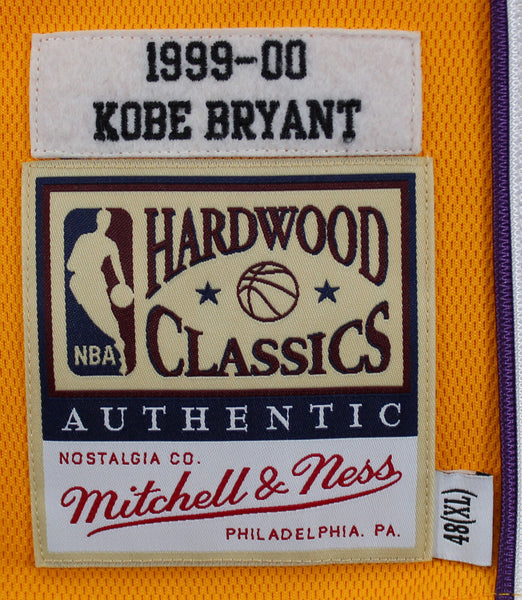 1999-00
KOBE BRYANT
HARDWOOD
CLASSICS
NBA
AUTHENTIC
NOSTALGIA CO.
Mitchell & Ness
PHILADELPHIA, PA.
48(XL)